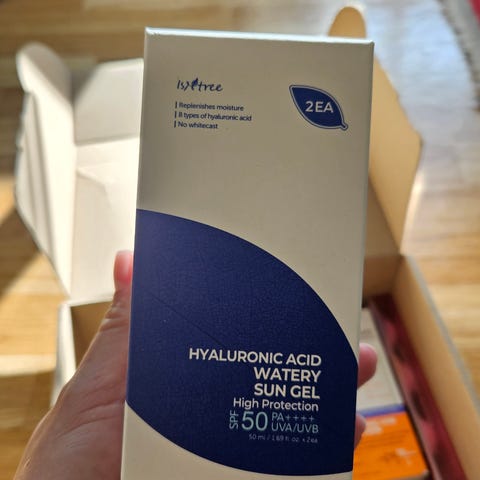 Isntree
2EA
Replenishes moisture
8 types of hyaluronic acid
No whitecast
HYALURONIC ACID
WATERY
SUN GEL
High Protection
SPF 50 PA++++
UVA/UVB
50 ml / 1.69 fl. oz. x 2ea